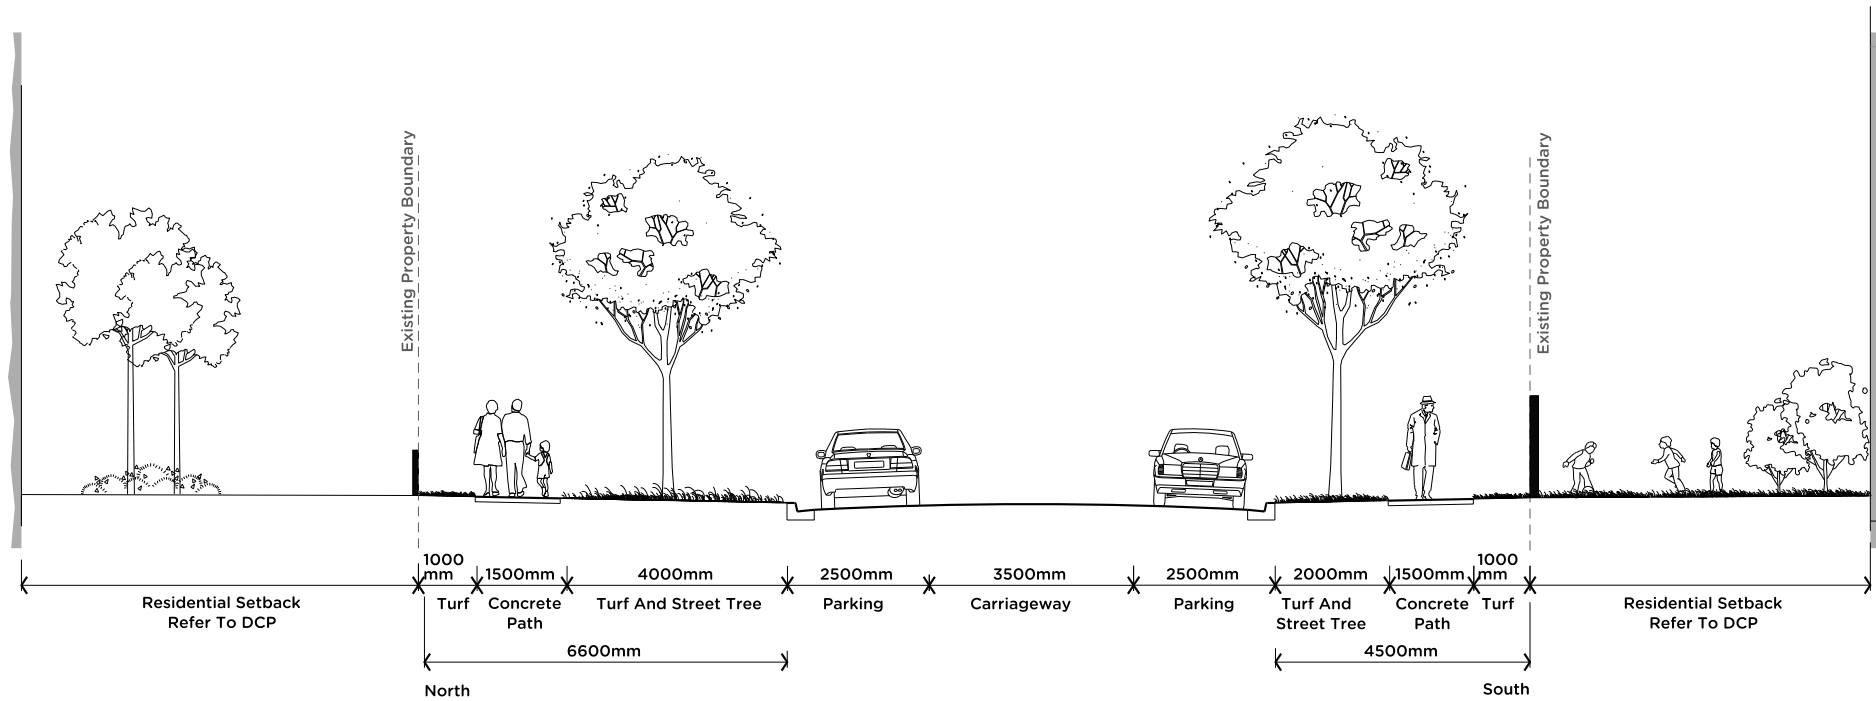 Existing Property Boundary
Existing Property Boundary
1000
mm
1500mm
4000mm
2500mm
3500mm
2500mm
2000mm
1500mm
1000
mm
Residential Setback
Refer To DCP
Turf
Concrete
Path
Turf And Street Tree
Parking
Carriageway
Parking
Turf And
Street Tree
Concrete
Path
Turf
Residential Setback
Refer To DCP
6600mm
4500mm
North
South